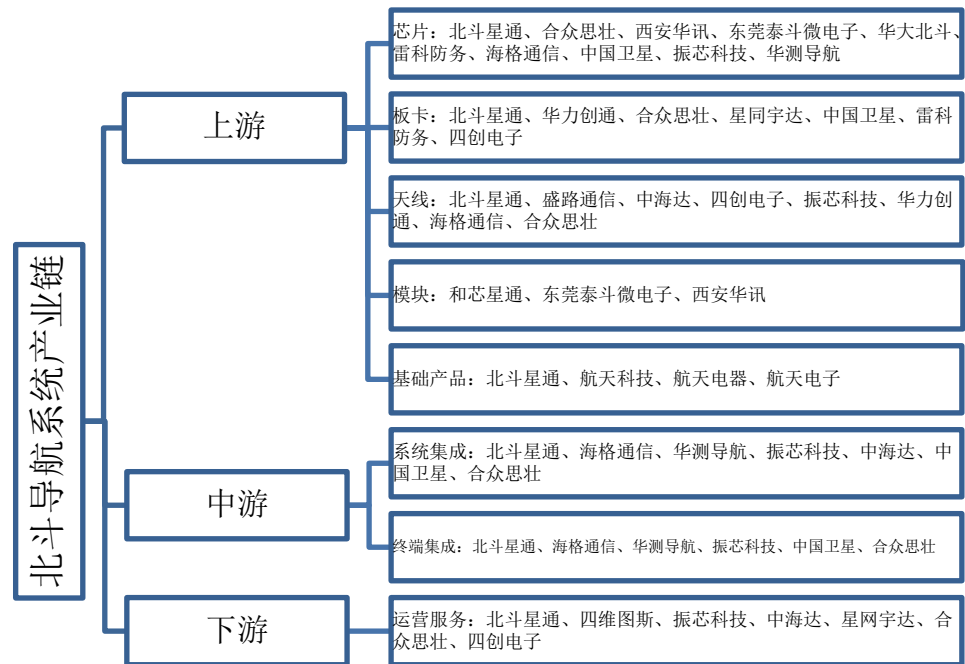 北斗导航系统产业链
上游
芯片：北斗星通、合众思壮、西安华讯、东莞泰斗微电子、华大北斗、
雷科防务、海格通信、中国卫星、振芯科技、华测导航
板卡：北斗星通、华力创通、合众思壮、星同宇达、中国卫星、雷科
防务、四创电子
天线：北斗星通、盛路通信、中海达、四创电子、振芯科技、华力创
通、海格通信、合众思壮
模块：和芯星通、东莞泰斗微电子、西安华讯
基础产品：北斗星通、航天科技、航天电器、航天电子
中游
系统集成：北斗星通、海格通信、华测导航、振芯科技、中海达、中
国卫星、合众思壮
终端集成：北斗星通、海格通信、华测导航、振芯科技、中国卫星、合众思壮
下游
运营服务：北斗星通、四维图斯、振芯科技、中海达、星网宇达、合
众思壮、四创电子